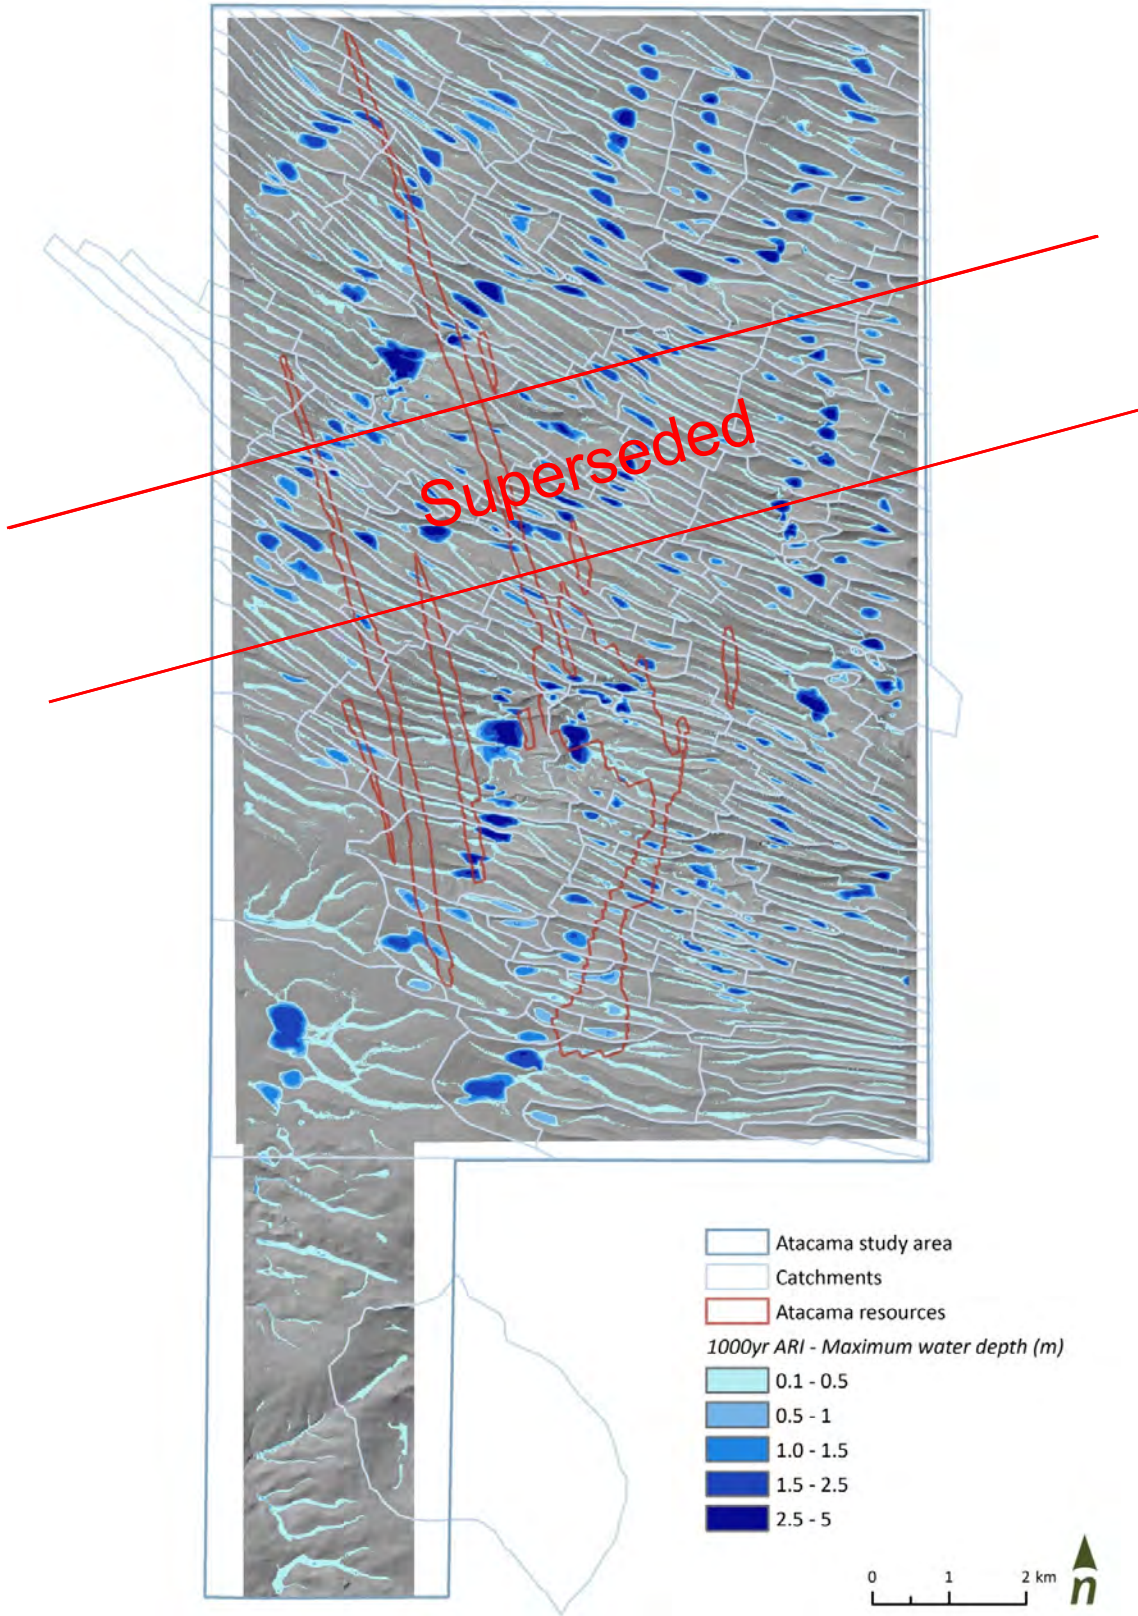 Superseded
Atacama study area
Catchments
Atacama resources
1000yr ARI - Maximum water depth (m)
0.1 - 0.5
0.5 - 1
1.0 - 1.5
1.5 - 2.5
2.5 - 5
0 1 2 km
n